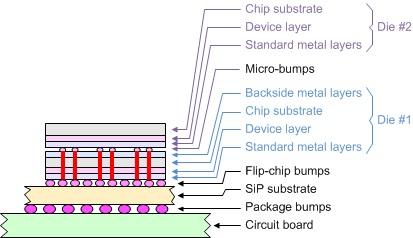 Chip substrate
Device layer
Die #2
Standard metal layers
Micro-bumps
Backside metal layers
Chip substrate
Die #1
Device layer
Standard metal layers
Flip-chip bumps
SiP substrate
Package bumps
Circuit board